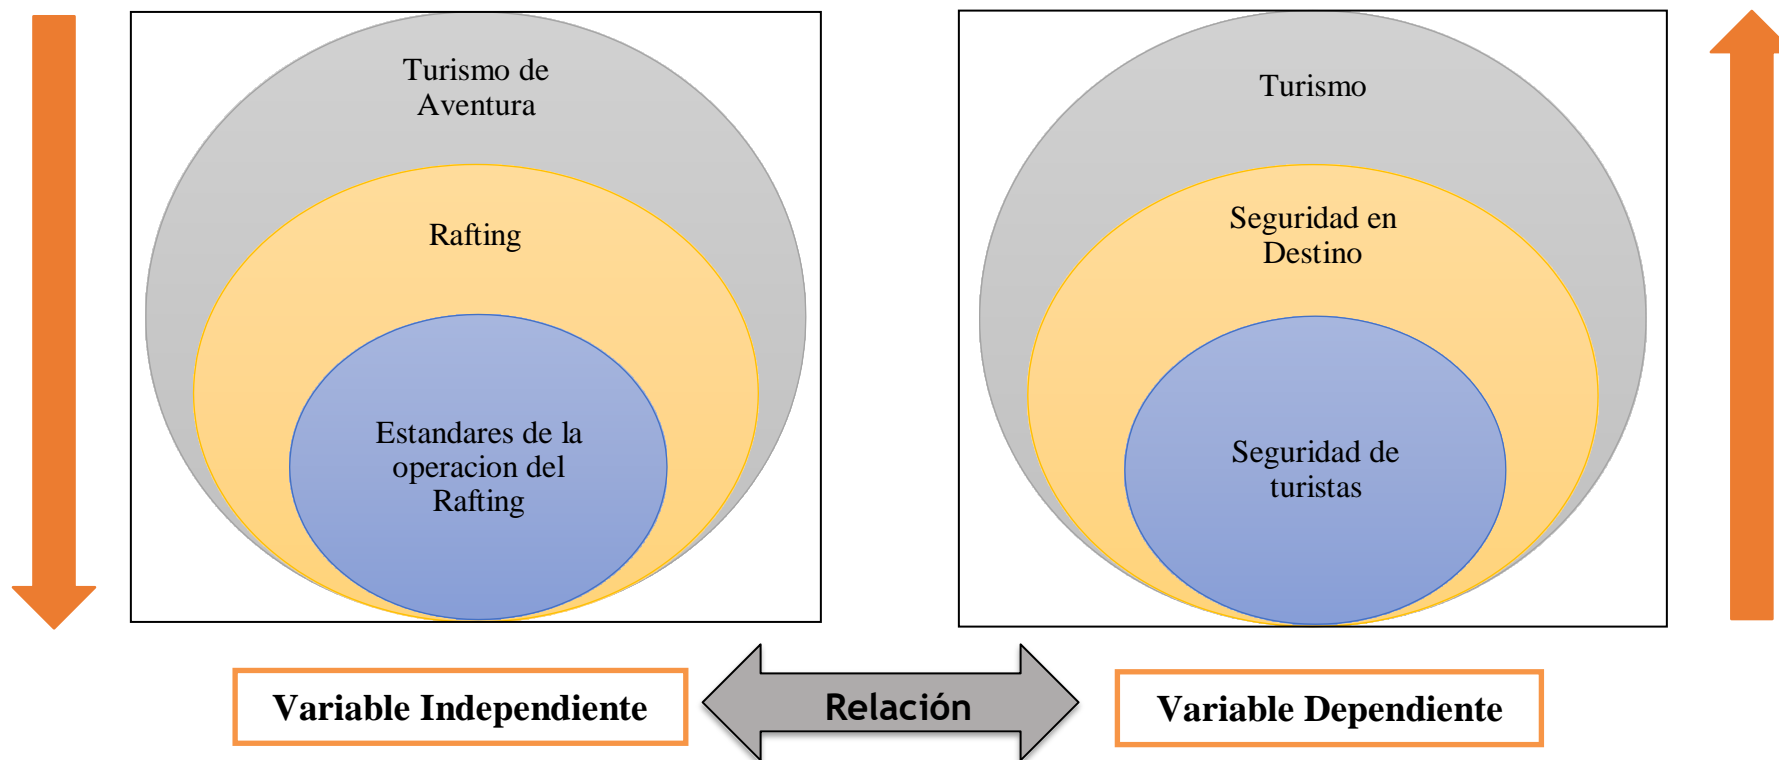 Turismo de
Aventura
Rafting
Estandares de la
operacion del
Rafting
Turismo
Seguridad en
Destino
Seguridad de
turistas
Variable Independiente
Relación
Variable Dependiente